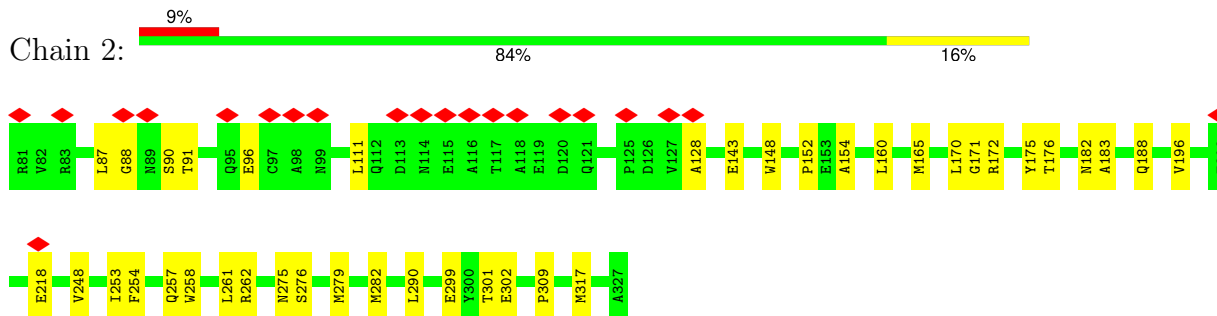 9%
Chain 2:
84% 16%
R81 V82 R83 L87 G88 N89 S90 T91 Q95 E96 C97 A98 N99 L111 Q112 D113 N114 E115 A116 T117 A118 E119 D120 Q121 P125 D126 V127 A128 E143 W148 P152 E153 A154 L160 M165 L170 G171 R172 Y175 T176 N182 A183 Q188 V196
E218 V248 I253 F254 Q257 W258 L261 R262 N275 S276 M279 M282 L290 E299 Y300 T301 E302 P309 M317 A327